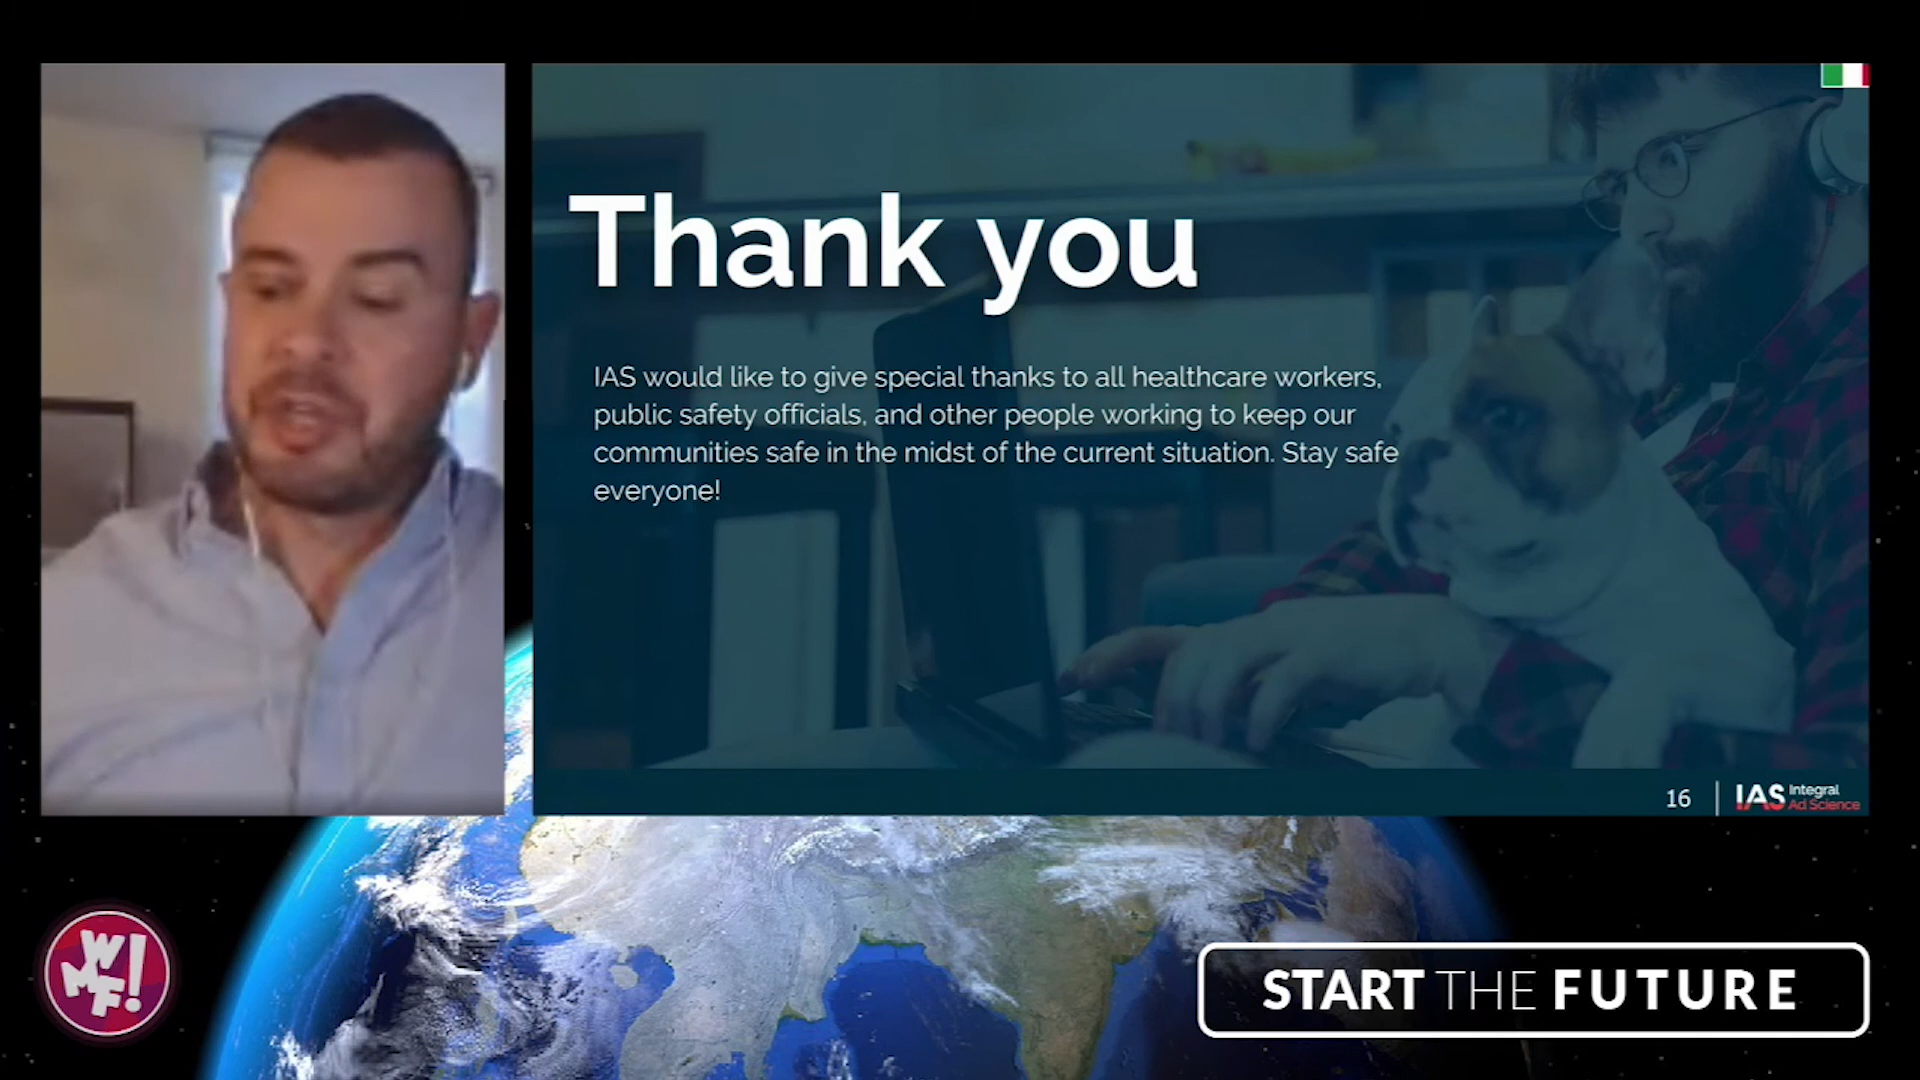 Thank you
IAS would like to give special thanks to all healthcare workers,
public safety officials, and other people working to keep our
communities safe in the midst of the current situation. Stay safe
everyone!
16
IAS Integral
Ad Science
WMF!
START THE FUTURE